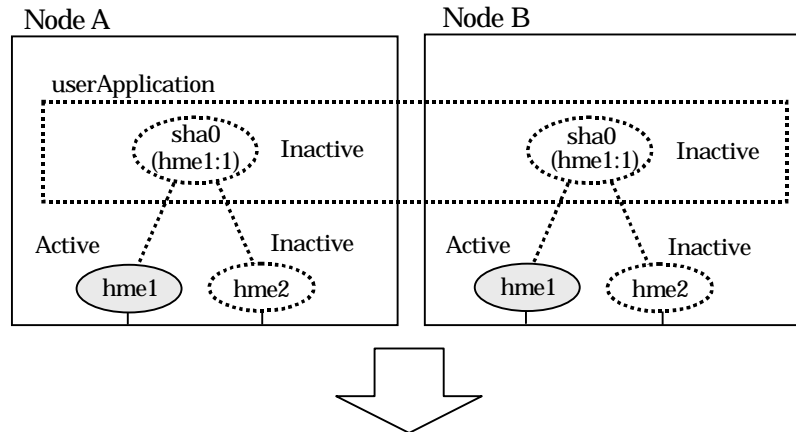 Node A
Node B
userApplication
sha0
(hme1:1)
Inactive
sha0
(hme1:1)
Inactive
Active
Inactive
Active
Inactive
hme1
hme2
hme1
hme2